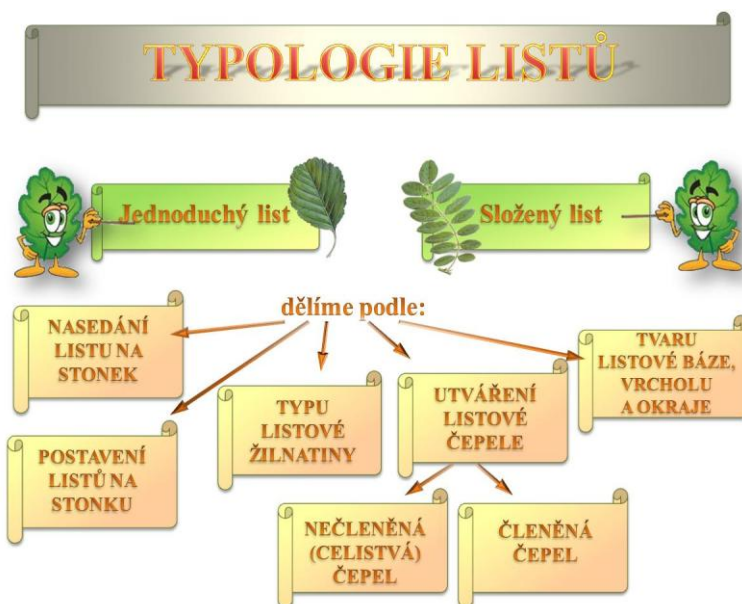 TYPOLOGIE LISTŮ
Jednoduchý list
Složený list
dělíme podle:
NASEDÁNÍ
LISTU NA
STONEK
POSTAVENÍ
LISTŮ NA
STONKU
TYPU
LISTOVÉ
ŽILNATINY
UTVÁŘENÍ
LISTOVÉ
ČEPELE
TVARU
LISTOVÉ BÁZE,
VRCHOLU
A OKRAJE
NEČLENĚNÁ
(CELISTVÁ)
ČEPEL
ČLENĚNÁ
ČEPEL